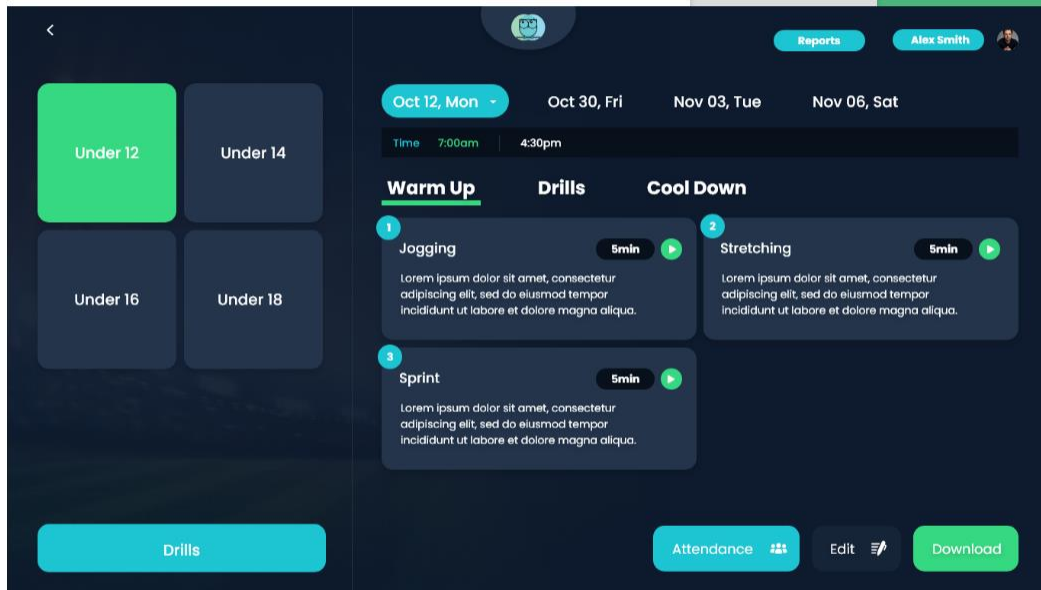 Reports
Alex Smith
Under 12
Under 14
Under 16
Under 18
Drills
Oct 12, Mon
Oct 30, Fri
Nov 03, Tue
Nov 06, Sat
Time 7:00am 4:30pm
Warm Up
Drills
Cool Down
1
Jogging
5min
Lorem ipsum dolor sit amet, consectetur
adipiscing elit, sed do eiusmod tempor
incididunt ut labore et dolore magna aliqua.
2
Stretching
5min
Lorem ipsum dolor sit amet, consectetur
adipiscing elit, sed do eiusmod tempor
incididunt ut labore et dolore magna aliqua.
3
Sprint
5min
Lorem ipsum dolor sit amet, consectetur
adipiscing elit, sed do eiusmod tempor
incididunt ut labore et dolore magna aliqua.
Attendance
Edit
Download